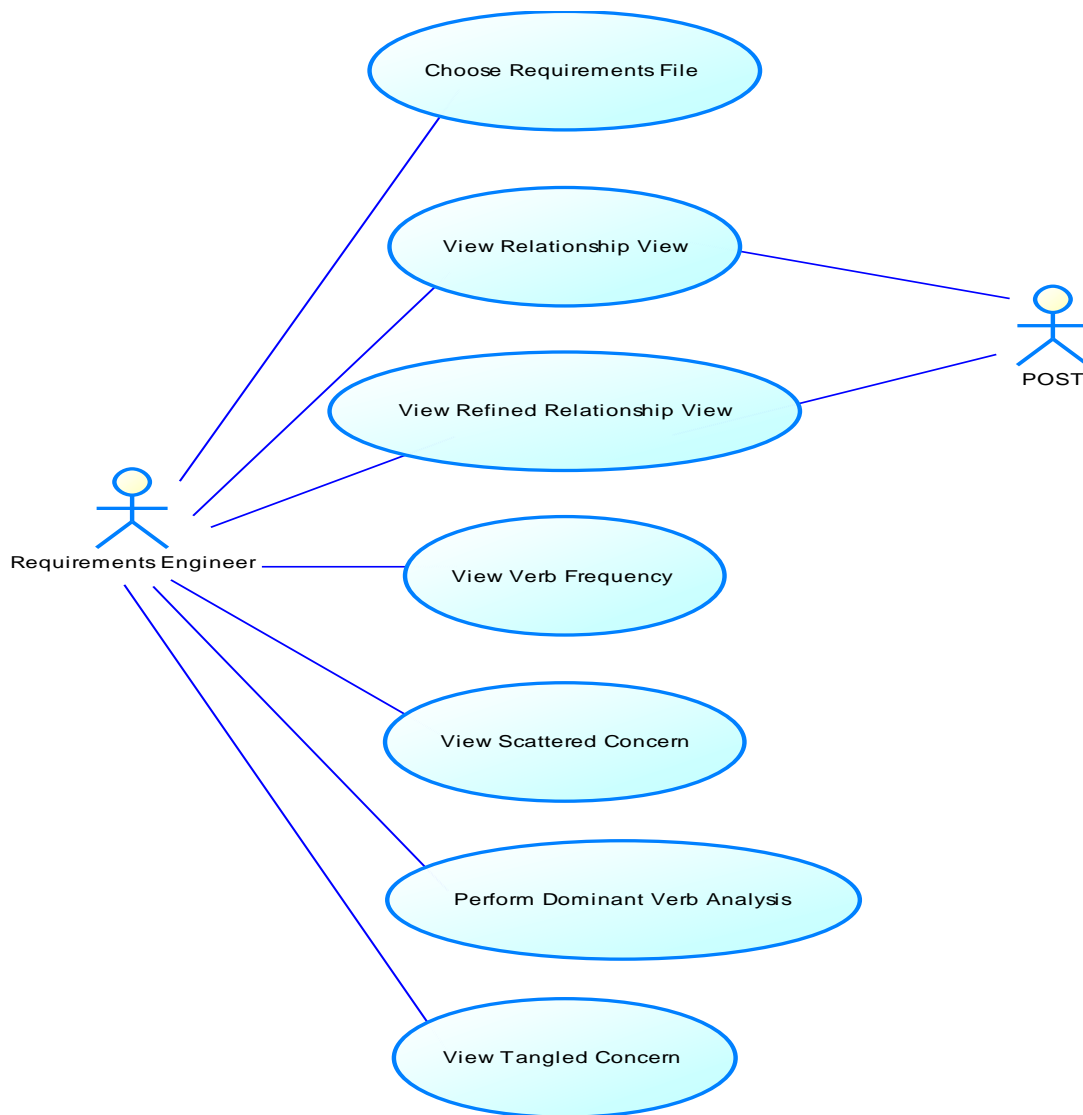 Choose Requirements File
View Relationship View
POST
View Refined Relationship View
Requirements Engineer
View Verb Frequency
View Scattered Concern
Perform Dominant Verb Analysis
View Tangled Concern